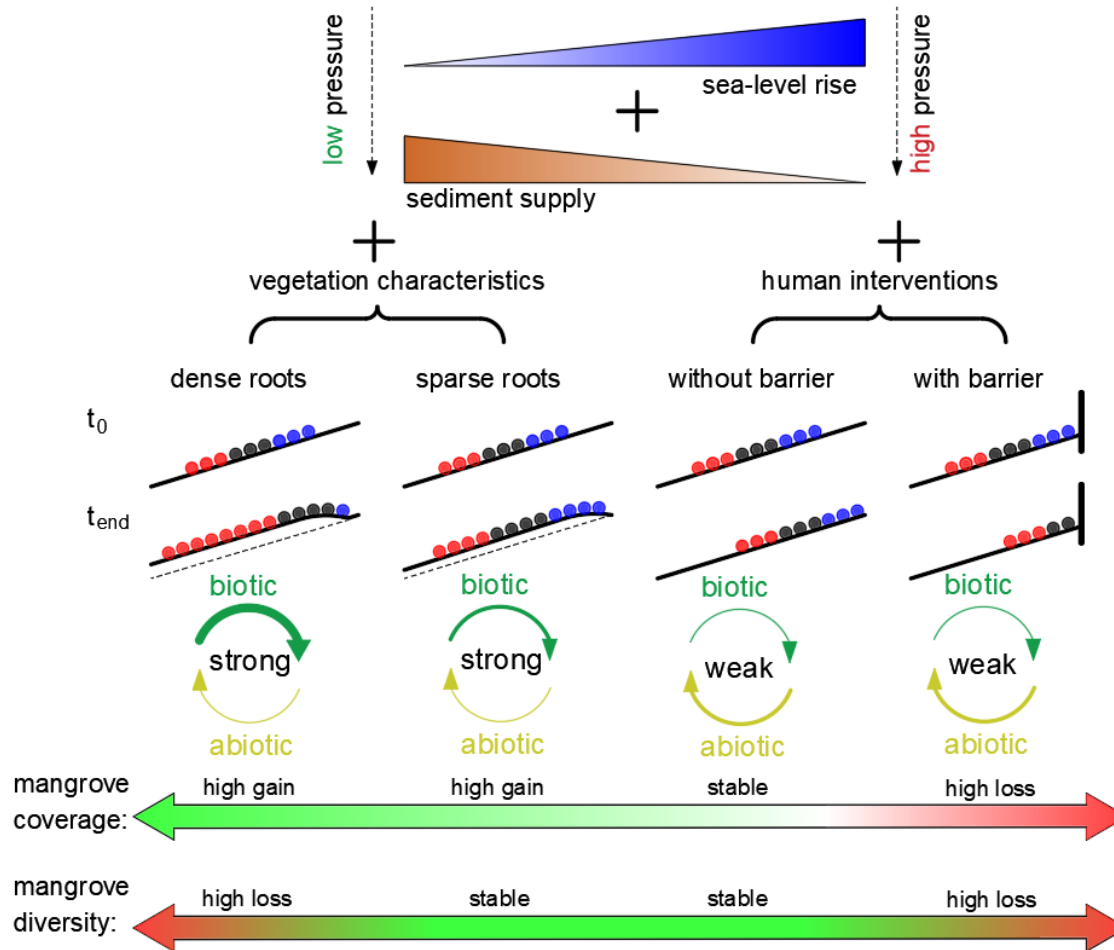 low pressure
high pressure
sea-level rise
sediment supply
vegetation characteristics
human interventions
dense roots
sparse roots
without barrier
with barrier
t0
tend
biotic
biotic
biotic
biotic
strong
strong
weak
weak
abiotic
abiotic
abiotic
abiotic
mangrove
coverage:
high gain
high gain
stable
high loss
mangrove
diversity:
high loss
stable
stable
high loss